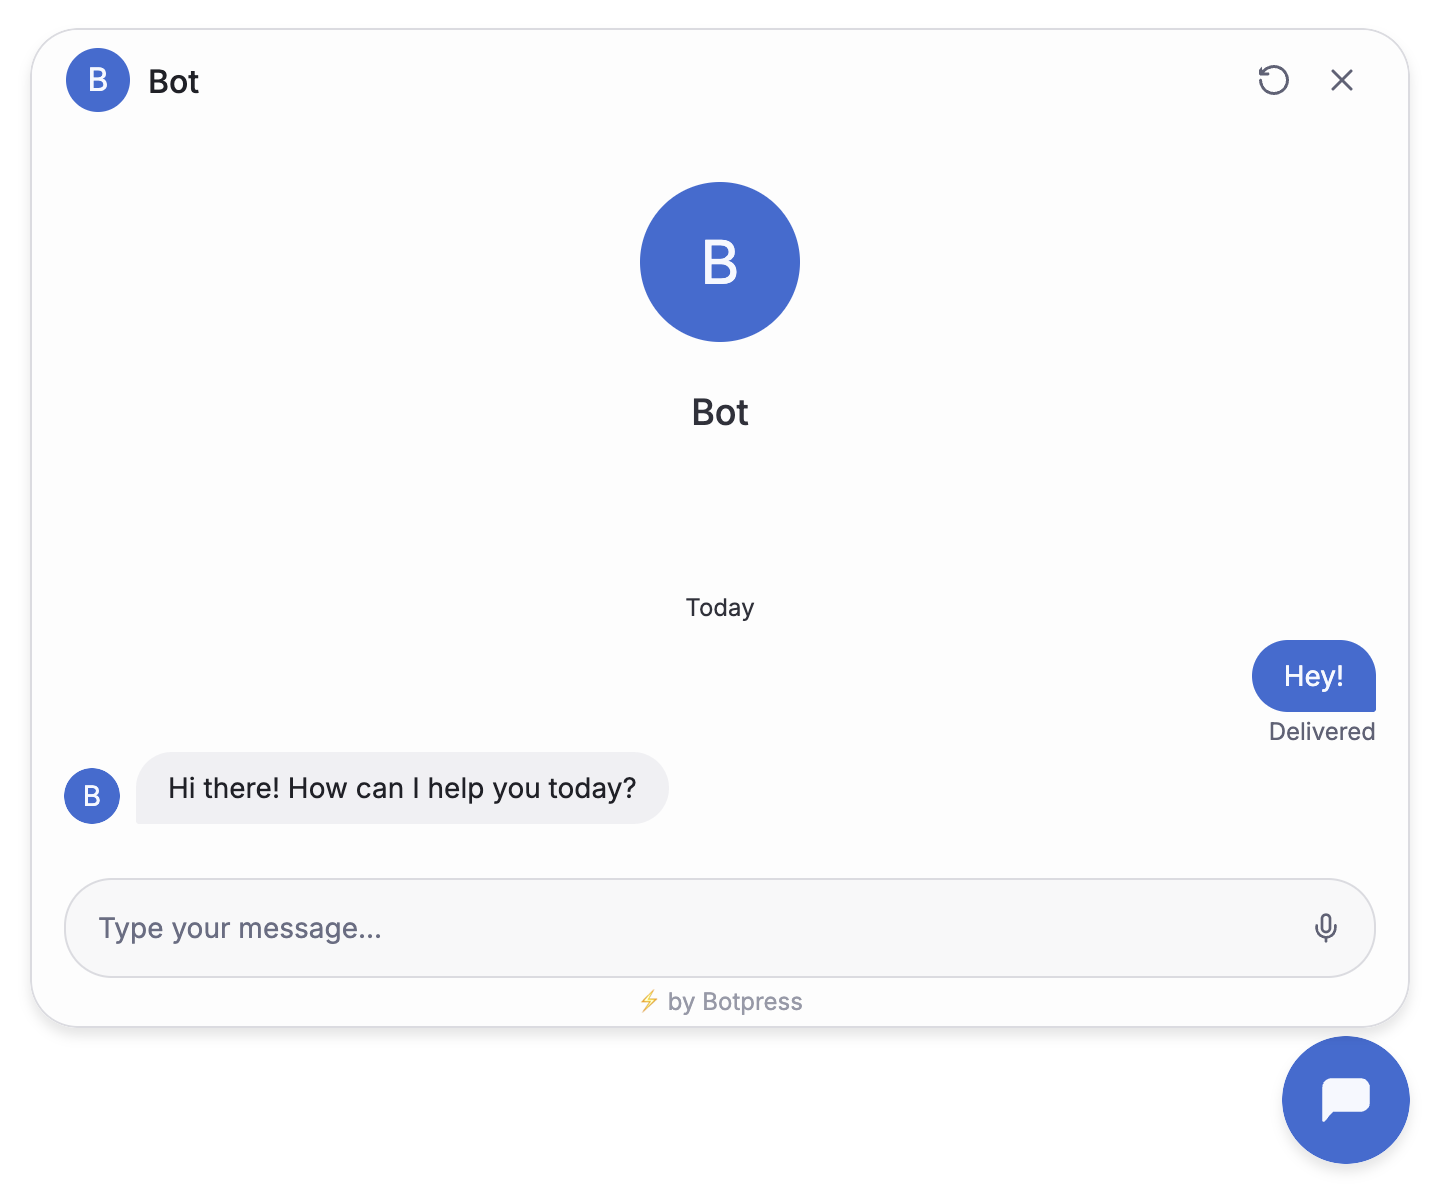 B
Bot
B
Bot
Today
Hey!
Delivered
B
Hi there! How can I help you today?
Type your message...
⚡ by Botpress